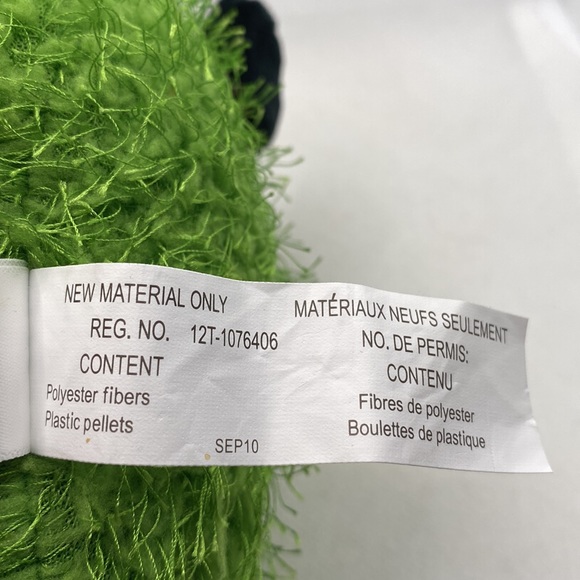 NEW MATERIAL ONLY
REG. NO. 12T-1076406
CONTENT
Polyester fibers
Plastic pellets
SEP10
MATÉRIAUX NEUFS SEULEMENT
NO. DE PERMIS:
CONTENU
Fibres de polyester
Boulettes de plastique